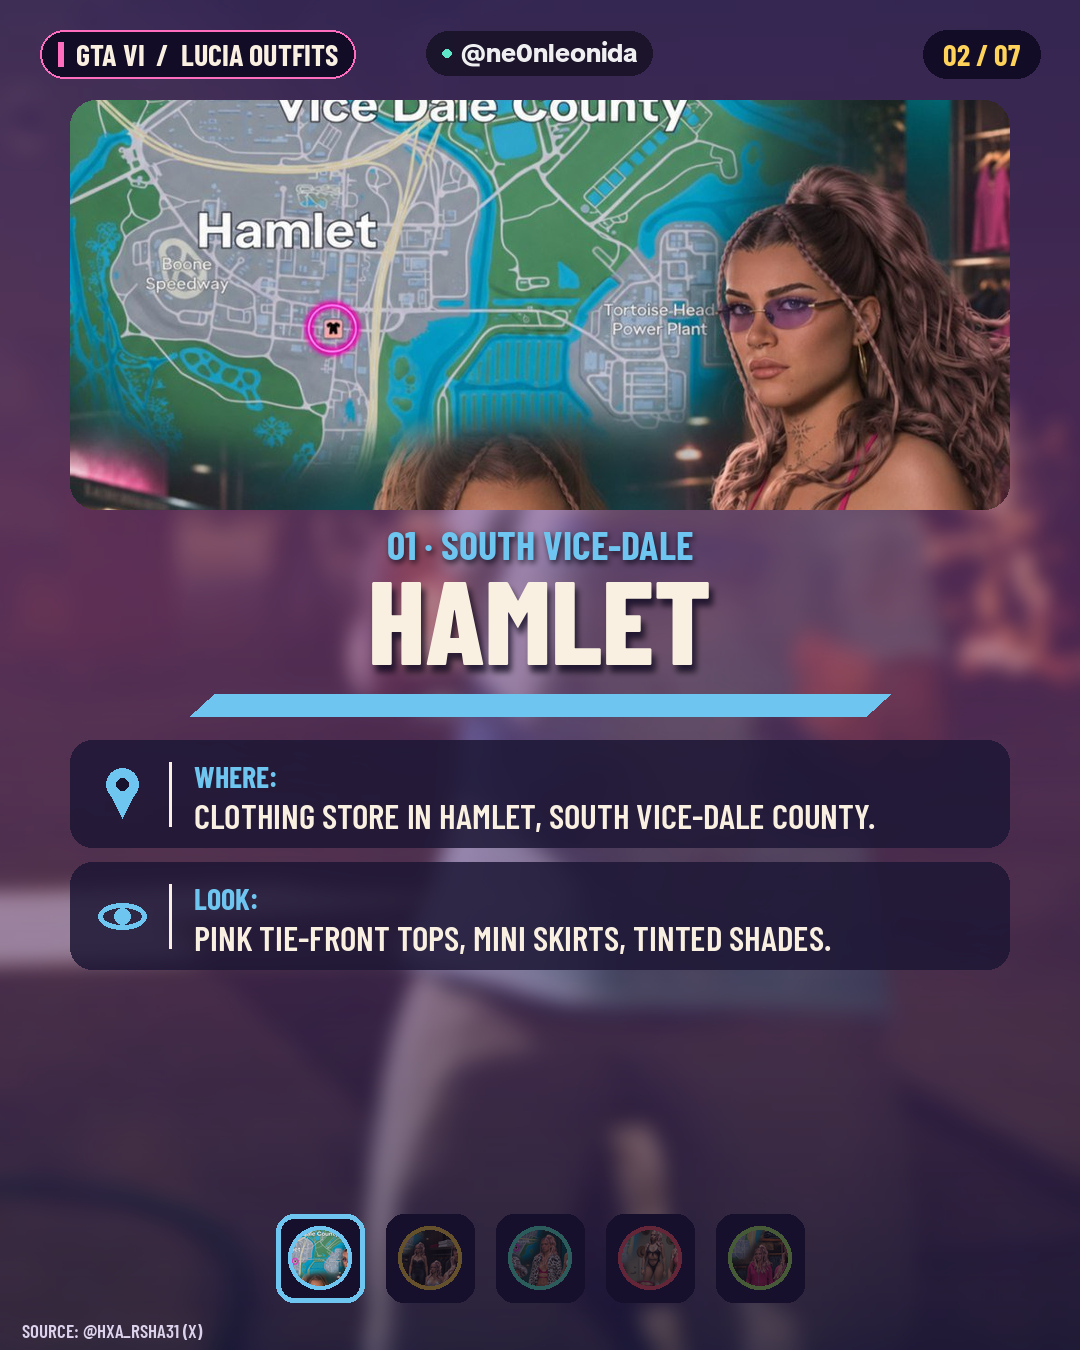 GTA VI / LUCIA OUTFITS
@ne0nleonida
02 / 07
Vice Dale County
Hamlet
Boone
Speedway
Tortoise Head
Power Plant
01 · SOUTH VICE-DALE
HAMLET
WHERE:
CLOTHING STORE IN HAMLET, SOUTH VICE-DALE COUNTY.
LOOK:
PINK TIE-FRONT TOPS, MINI SKIRTS, TINTED SHADES.
SOURCE: @HXA_RSHA31 (X)